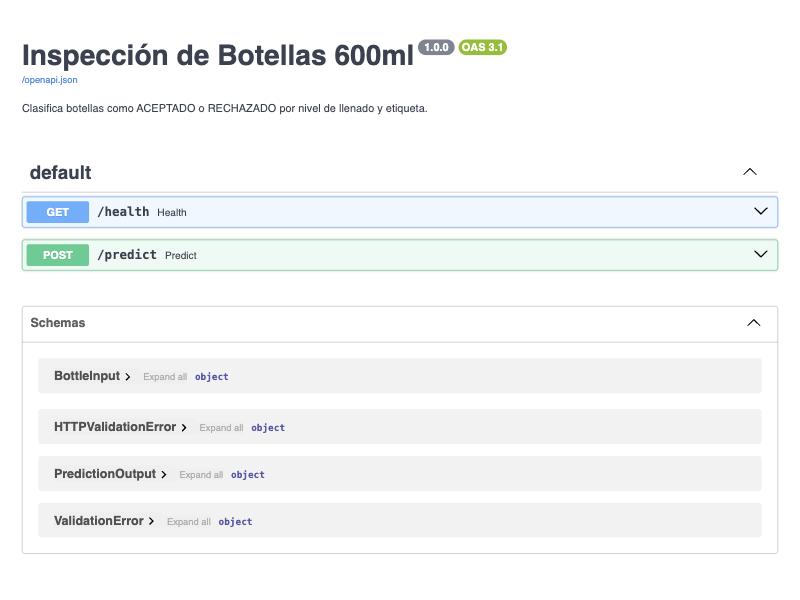 Inspección de Botellas 600ml 1.0.0 OAS 3.1
/openapi.json
Clasifica botellas como ACEPTADO o RECHAZADO por nivel de llenado y etiqueta.
default
GET /health Health
POST /predict Predict
Schemas
BottleInput Expand all object
HTTPValidationError Expand all object
PredictionOutput Expand all object
ValidationError Expand all object